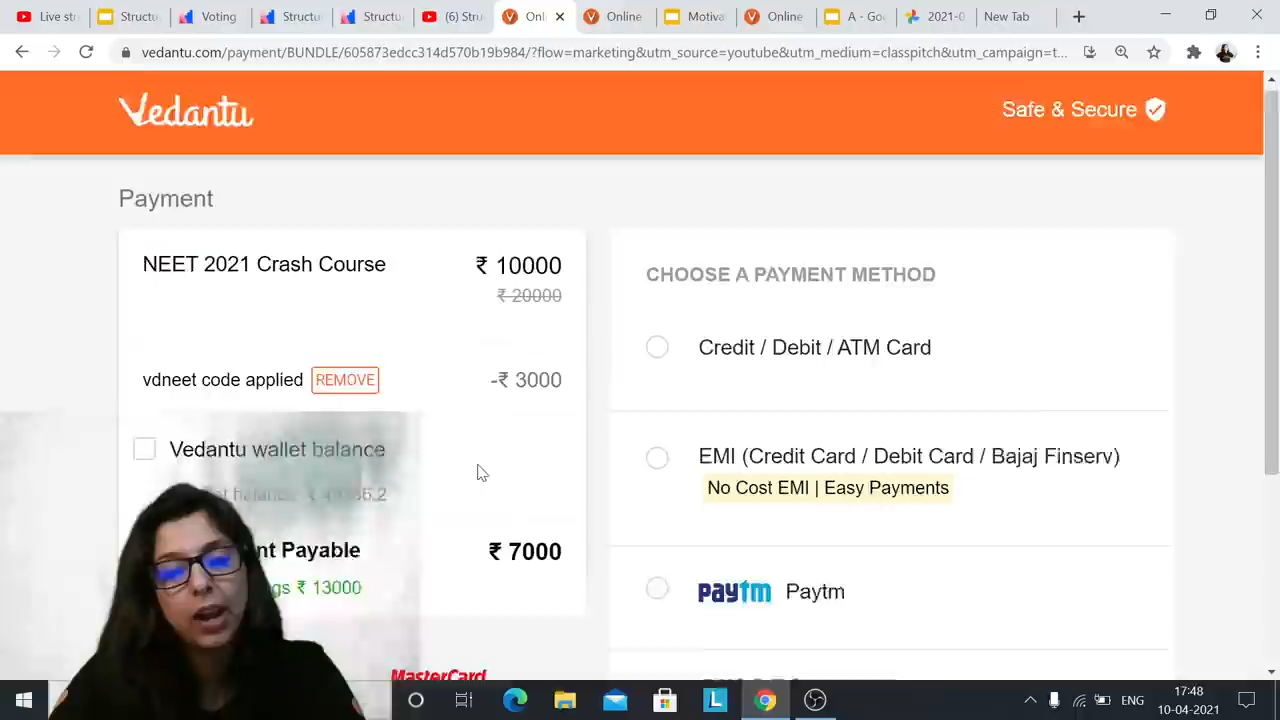 Live str
Structu
Voting
Structu
Structu
(6) Stru
Onli
Online
Motiva
Online
A - Goo
2021-0
New Tab
vedantu.com/payment/BUNDLE/605873edcc314d570b19b984/?flow=marketing&utm_source=youtube&utm_medium=classpitch&utm_campaign=t...
Vedantu
Safe & Secure
Payment
NEET 2021 Crash Course
₹ 10000
₹ 20000
vdneet code applied REMOVE
-₹ 3000
Vedantu wallet balance
₹
nt Payable
₹ 7000
gs ₹ 13000
MasterCard
CHOOSE A PAYMENT METHOD
Credit / Debit / ATM Card
EMI (Credit Card / Debit Card / Bajaj Finserv)
No Cost EMI | Easy Payments
paytm Paytm
L
ENG
17:48
10-04-2021